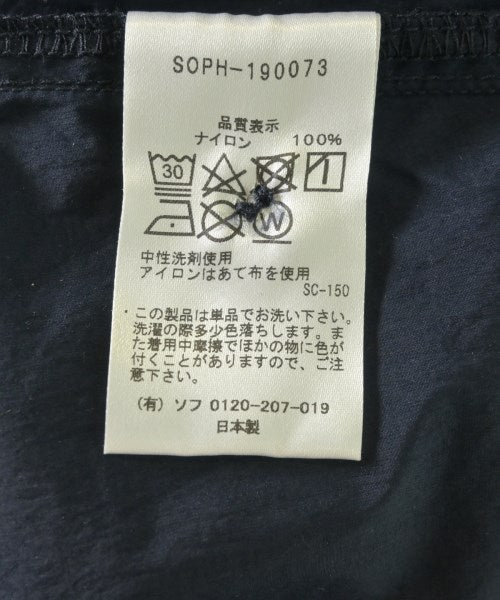 SOPH-190073
品質表示
ナイロン 100%
30
W
中性洗剤使用
アイロンはあて布を使用
SC-150
・この製品は単品でお洗い下さい。
洗濯の際多少色落ちします。ま
た着用中摩擦でほかの物に色が
付くことがありますので、ご注
意下さい。
(有) ソフ 0120-207-019
日本製